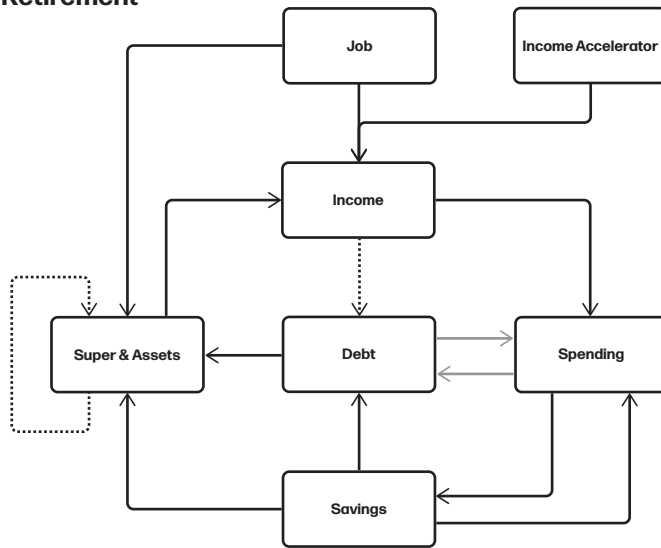 Retirement
Job
Income Accelerator
Income
Super & Assets
Debt
Spending
Savings